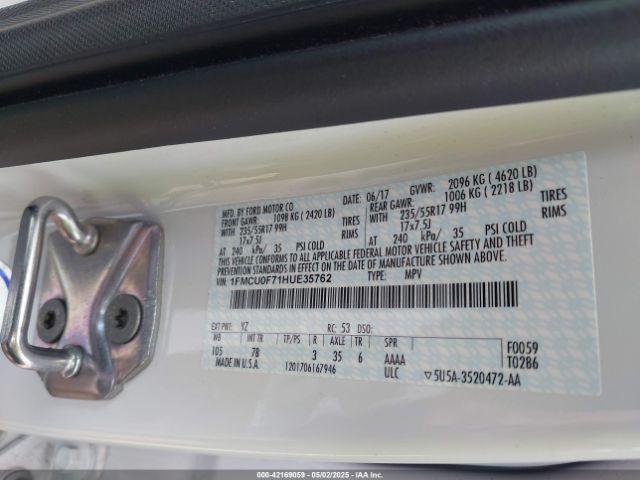 MFD. BY FORD MOTOR CO DATE: 06/17 GVWR: 2096 KG ( 4620 LB)
FRONT GAWR: 1098 KG ( 2420 LB) REAR GAWR: 1006 KG ( 2218 LB)
WITH 235/55R17 99H TIRES WITH 235/55R17 99H TIRES
17x7.5J RIMS 17x7.5J RIMS
AT 240 kPa/ 35 PSI COLD AT 240 kPa/ 35 PSI COLD
THIS VEHICLE CONFORMS TO ALL APPLICABLE FEDERAL MOTOR VEHICLE SAFETY AND THEFT
PREVENTION STANDARDS IN EFFECT ON THE DATE OF MANUFACTURE SHOWN ABOVE.
VIN: 1FMCU0F71HUE35762 TYPE: MPV
EXT PNT: YZ RC: 53 DSO:
WB INT TR TP/PS R AXLE TR SPR F0059
105 7B 3 35 6 AAAA T0286
MADE IN U.S.A. 1201706167946 ULC ▽5U5A-3520472-AA
000-42169059 - 05/02/2025 - IAAI.COM